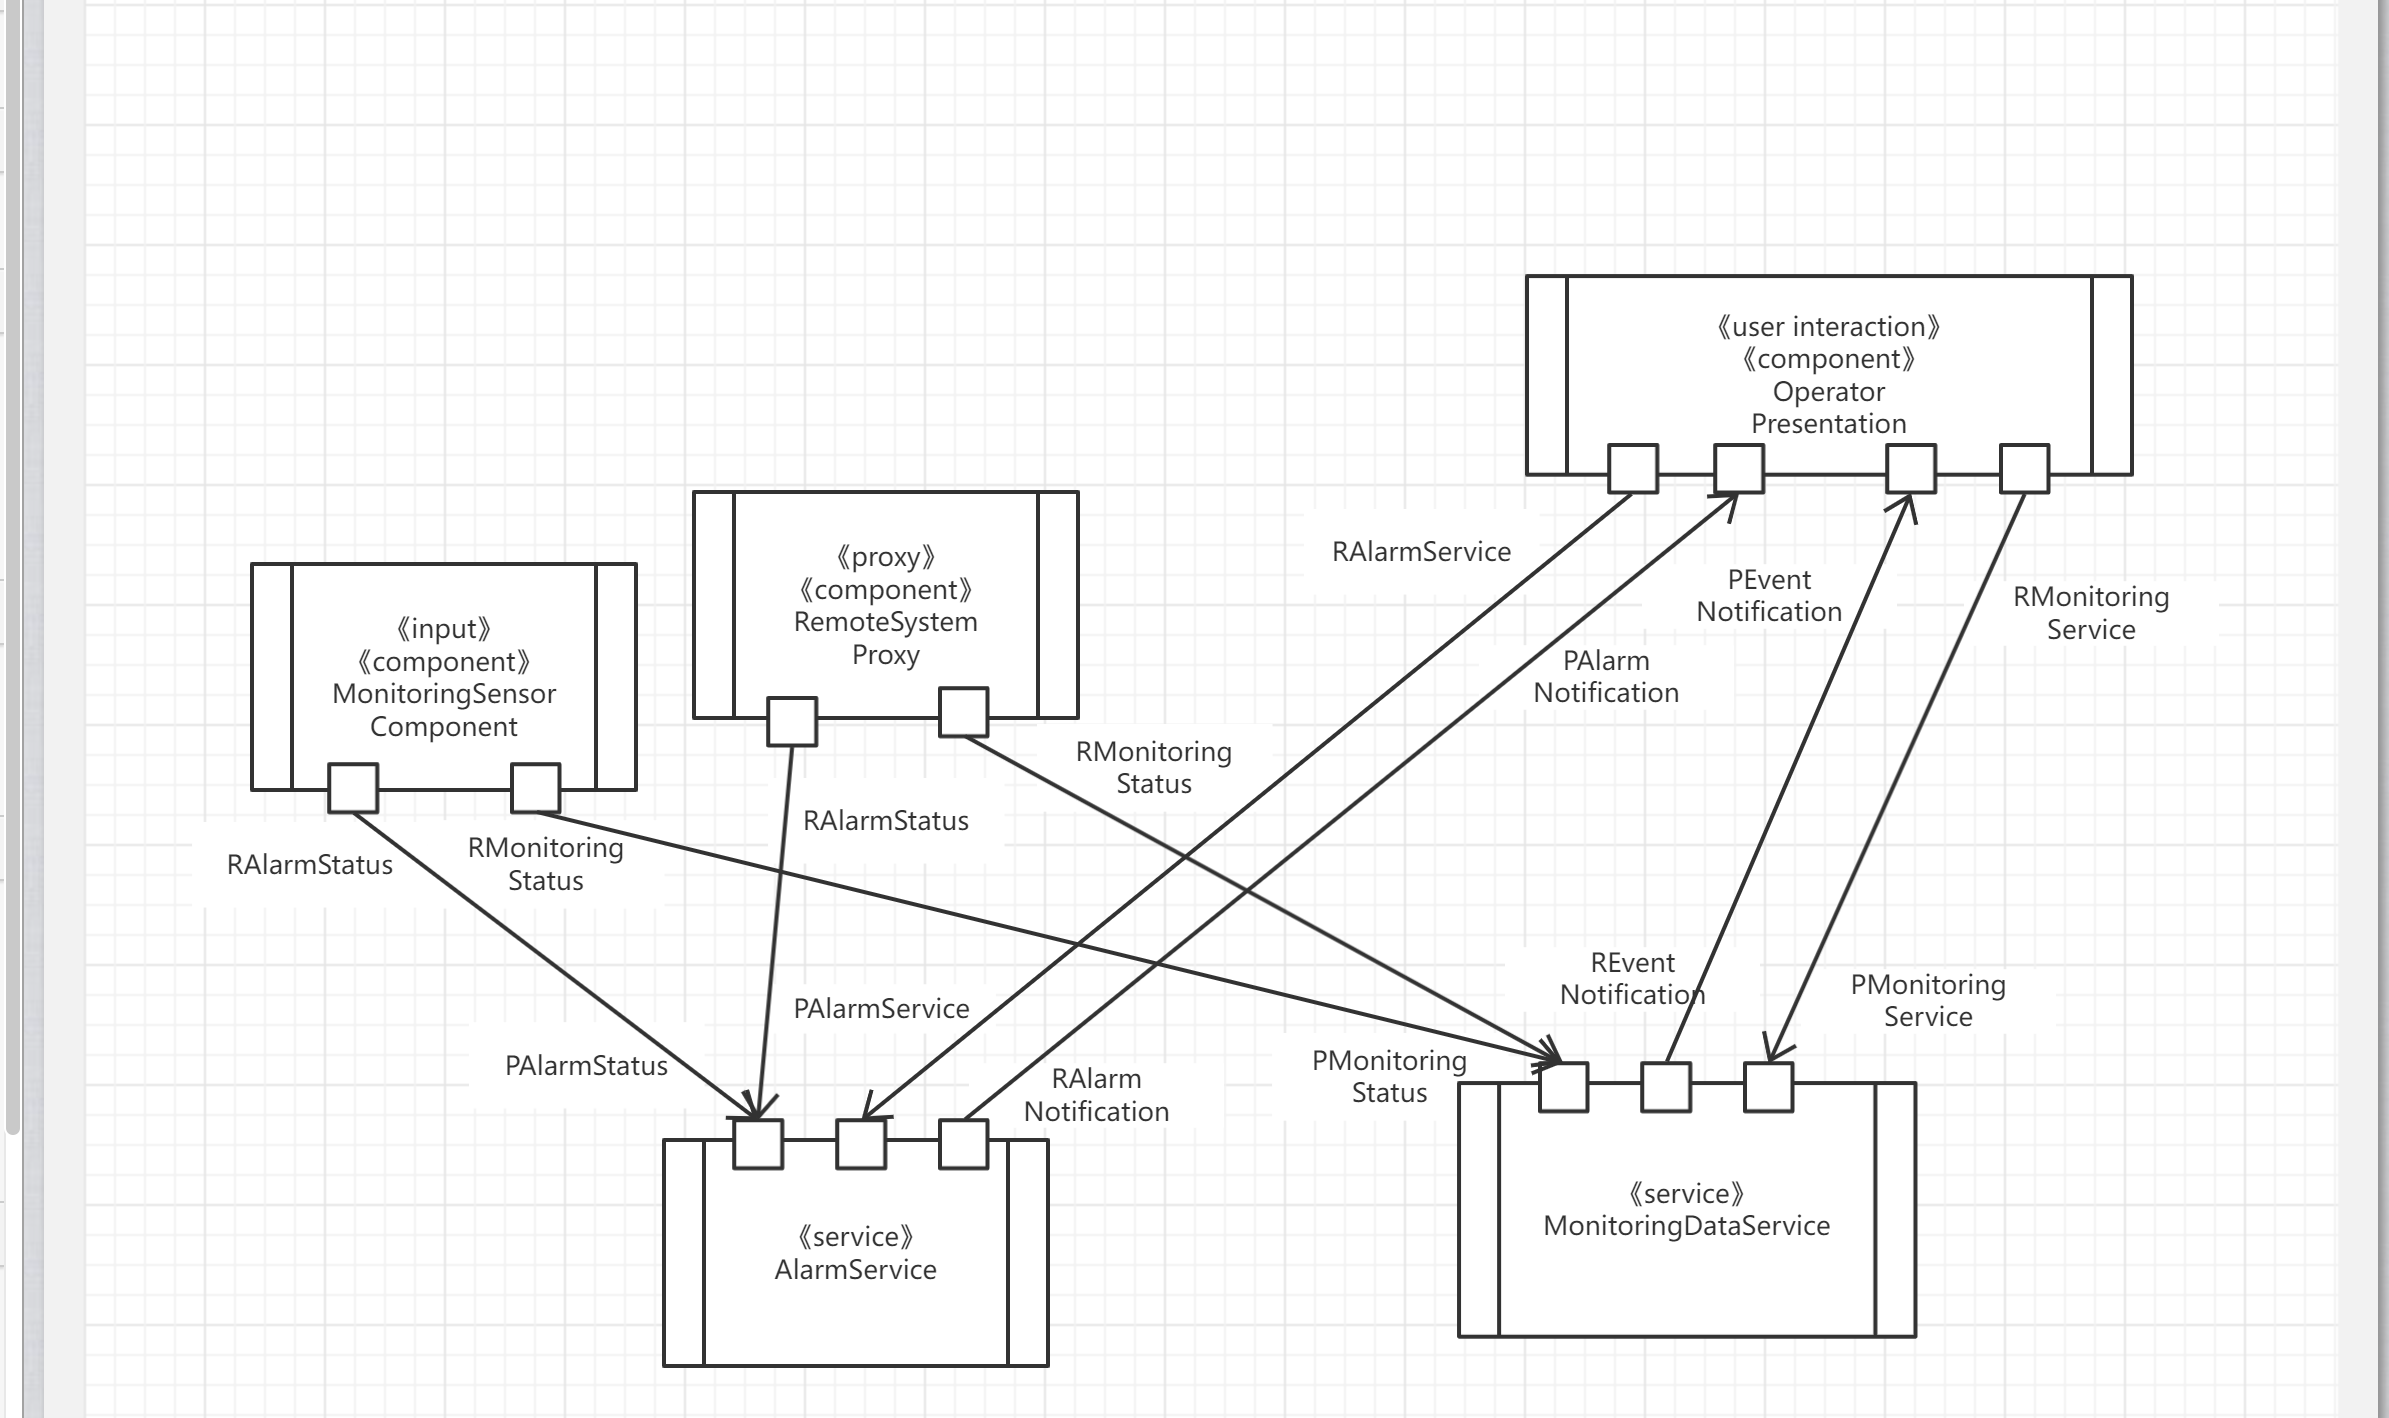 《user interaction》
《component》
Operator
Presentation
《proxy》
《component》
RemoteSystem
Proxy
《input》
《component》
MonitoringSensor
Component
RAlarmService
PEvent
Notification
RMonitoring
Service
PAlarm
Notification
RMonitoring
Status
RAlarmStatus
RMonitoring
Status
RAlarmStatus
REvent
Notification
PMonitoring
Service
PAlarmService
PAlarmStatus
RAlarm
Notification
PMonitoring
Status
《service》
AlarmService
《service》
MonitoringDataService